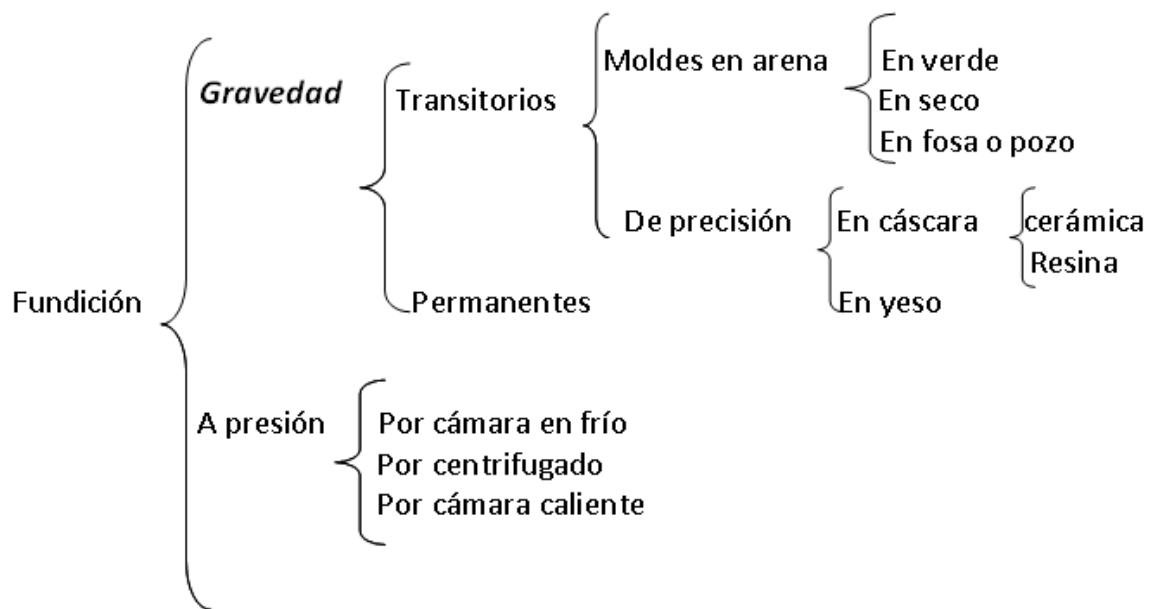 Fundición
Gravedad
Transitorios
Moldes en arena
En verde
En seco
En fosa o pozo
De precisión
En cáscara
cerámica
Resina
En yeso
Permanentes
A presión
Por cámara en frío
Por centrifugado
Por cámara caliente